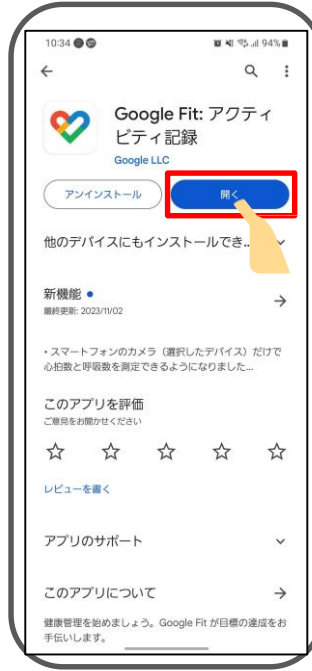 10:34 94%
Google Fit: アクティ
ビティ記録
Google LLC
アンインストール
開く
他のデバイスにもインストールでき...
新機能
最終更新: 2023/11/02
・スマートフォンのカメラ（選択したデバイス）だけで
心拍数と呼吸数を測定できるようになりました...
このアプリを評価
ご意見をお聞かせください
レビューを書く
アプリのサポート
このアプリについて
健康管理を始めましょう。Google Fit が目標の達成をお
手伝いします。